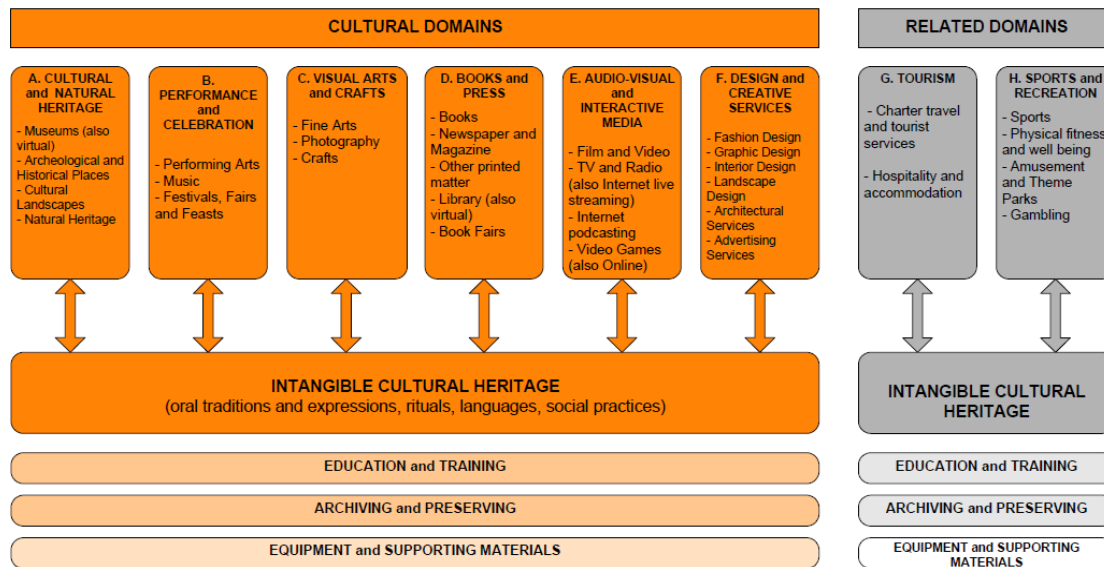 CULTURAL DOMAINS
A. CULTURAL
and NATURAL
HERITAGE
- Museums (also
virtual)
- Archeological and
Historical Places
- Cultural
Landscapes
- Natural Heritage
B.
PERFORMANCE
and
CELEBRATION
- Performing Arts
- Music
- Festivals, Fairs
and Feasts
C. VISUAL ARTS
and CRAFTS
- Fine Arts
- Photography
- Crafts
D. BOOKS and
PRESS
- Books
- Newspaper and
Magazine
- Other printed
matter
- Library (also
virtual)
- Book Fairs
E. AUDIO-VISUAL
and
INTERACTIVE
MEDIA
- Film and Video
- TV and Radio
(also Internet live
streaming)
- Internet
podcasting
- Video Games
(also Online)
F. DESIGN and
CREATIVE
SERVICES
- Fashion Design
- Graphic Design
- Interior Design
- Landscape
Design
- Architectural
Services
- Advertising
Services
INTANGIBLE CULTURAL HERITAGE
(oral traditions and expressions, rituals, languages, social practices)
EDUCATION and TRAINING
ARCHIVING and PRESERVING
EQUIPMENT and SUPPORTING MATERIALS
RELATED DOMAINS
G. TOURISM
- Charter travel
and tourist
services
- Hospitality and
accommodation
H. SPORTS and
RECREATION
- Sports
- Physical fitness
and well being
- Amusement
and Theme
Parks
- Gambling
INTANGIBLE CULTURAL
HERITAGE
EDUCATION and TRAINING
ARCHIVING and PRESERVING
EQUIPMENT and SUPPORTING
MATERIALS